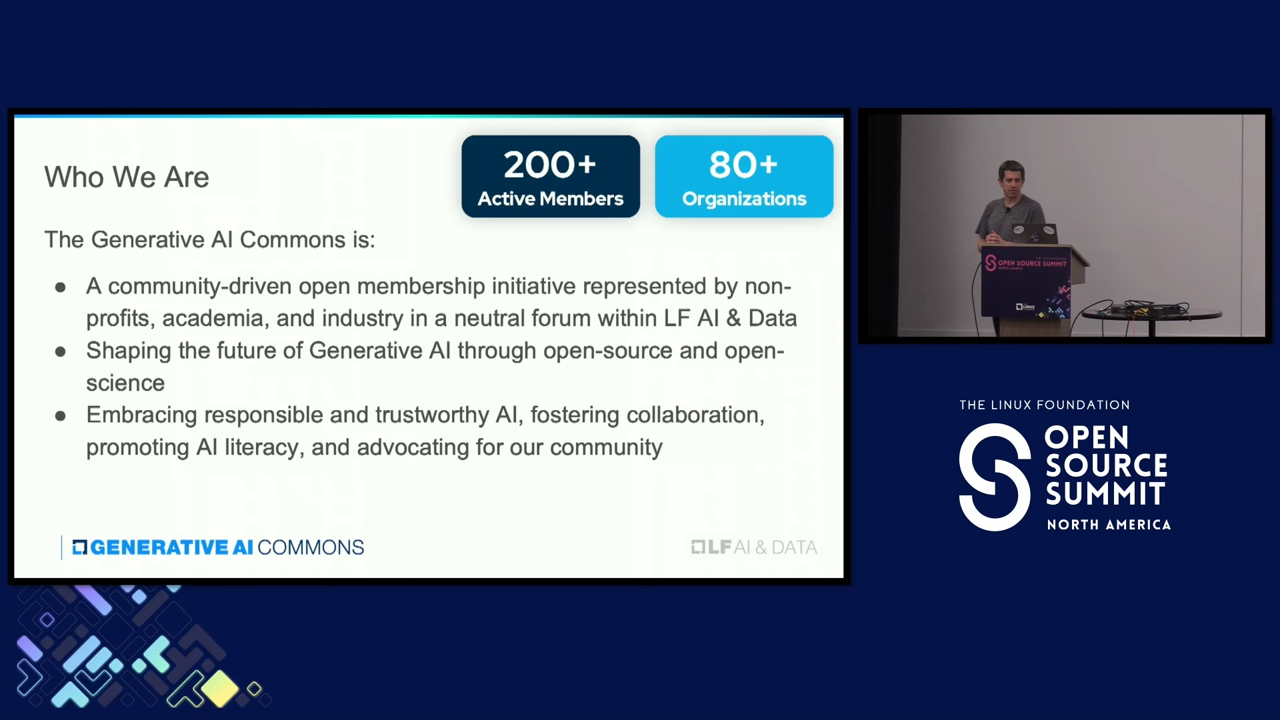 Who We Are
200+
Active Members
80+
Organizations
The Generative AI Commons is:
● A community-driven open membership initiative represented by non-
profits, academia, and industry in a neutral forum within LF AI & Data
● Shaping the future of Generative AI through open-source and open-
science
● Embracing responsible and trustworthy AI, fostering collaboration,
promoting AI literacy, and advocating for our community
GENERATIVE AI COMMONS
LF AI & DATA
OPEN SOURCE SUMMIT
THE LINUX FOUNDATION
OPEN
SOURCE
SUMMIT
NORTH AMERICA